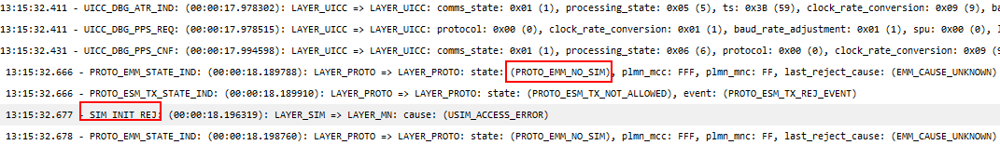 13:15:32.411 - UICC_DBG_ATR_IND: (00:00:17.978302): LAYER_UICC => LAYER_UICC: comms_state: 0x01 (1), processing_state: 0x05 (5), ts: 0x3B (59), clock_rate_conversion: 0x09 (9), ba
13:15:32.411 - UICC_DBG_PPS_REQ: (00:00:17.978515): LAYER_UICC => LAYER_UICC: protocol: 0x00 (0), clock_rate_conversion: 0x01 (1), baud_rate_adjustment: 0x01 (1), spu: 0x00 (0), l
13:15:32.431 - UICC_DBG_PPS_CNF: (00:00:17.994598): LAYER_UICC => LAYER_UICC: comms_state: 0x01 (1), processing_state: 0x06 (6), protocol: 0x00 (0), clock_rate_conversion: 0x09 (9
13:15:32.666 - PROTO_EMM_STATE_IND: (00:00:18.189788): LAYER_PROTO => LAYER_PROTO: state: (PROTO_EMM_NO_SIM), plmn_mcc: FFF, plmn_mnc: FF, last_reject_cause: (EMM_CAUSE_UNKNOWN)
13:15:32.666 - PROTO_ESM_TX_STATE_IND: (00:00:18.189910): LAYER_PROTO => LAYER_PROTO: state: (PROTO_ESM_TX_NOT_ALLOWED), event: (PROTO_ESM_TX_REJ_EVENT)
13:15:32.677 - SIM_INIT_REJ: (00:00:18.196319): LAYER_SIM => LAYER_MN: cause: (USIM_ACCESS_ERROR)
13:15:32.678 - PROTO_EMM_STATE_IND: (00:00:18.198760): LAYER_PROTO => LAYER_PROTO: state: (PROTO_EMM_NO_SIM), plmn_mcc: FFF, plmn_mnc: FF, last_reject_cause: (EMM_CAUSE_UNKNOWN)